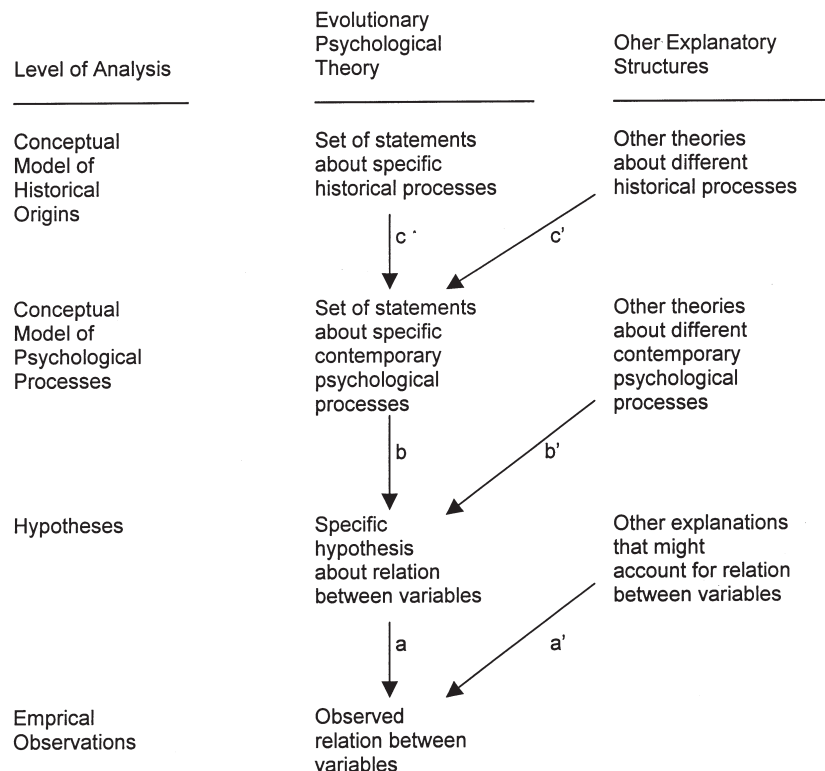 Level of Analysis
Evolutionary
Psychological
Theory
Oher Explanatory
Structures
Conceptual
Model of
Historical
Origins
Set of statements
about specific
historical processes
Other theories
about different
historical processes
c
c'
Conceptual
Model of
Psychological
Processes
Set of statements
about specific
contemporary
psychological
processes
Other theories
about different
contemporary
psychological
processes
b
b'
Hypotheses
Specific
hypothesis
about relation
between variables
Other explanations
that might
account for relation
between variables
a
a'
Emprical
Observations
Observed
relation between
variables